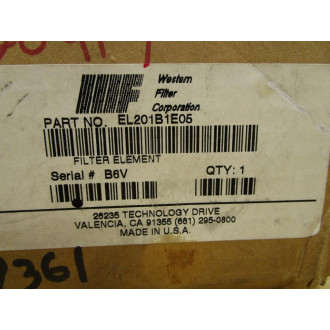 Western
Filter
Corporation
PART NO. EL201B1E05
FILTER ELEMENT
Serial # B6V
QTY: 1
26235 TECHNOLOGY DRIVE
VALENCIA, CA 91355 (661) 295-0800
MADE IN U.S.A.
9361